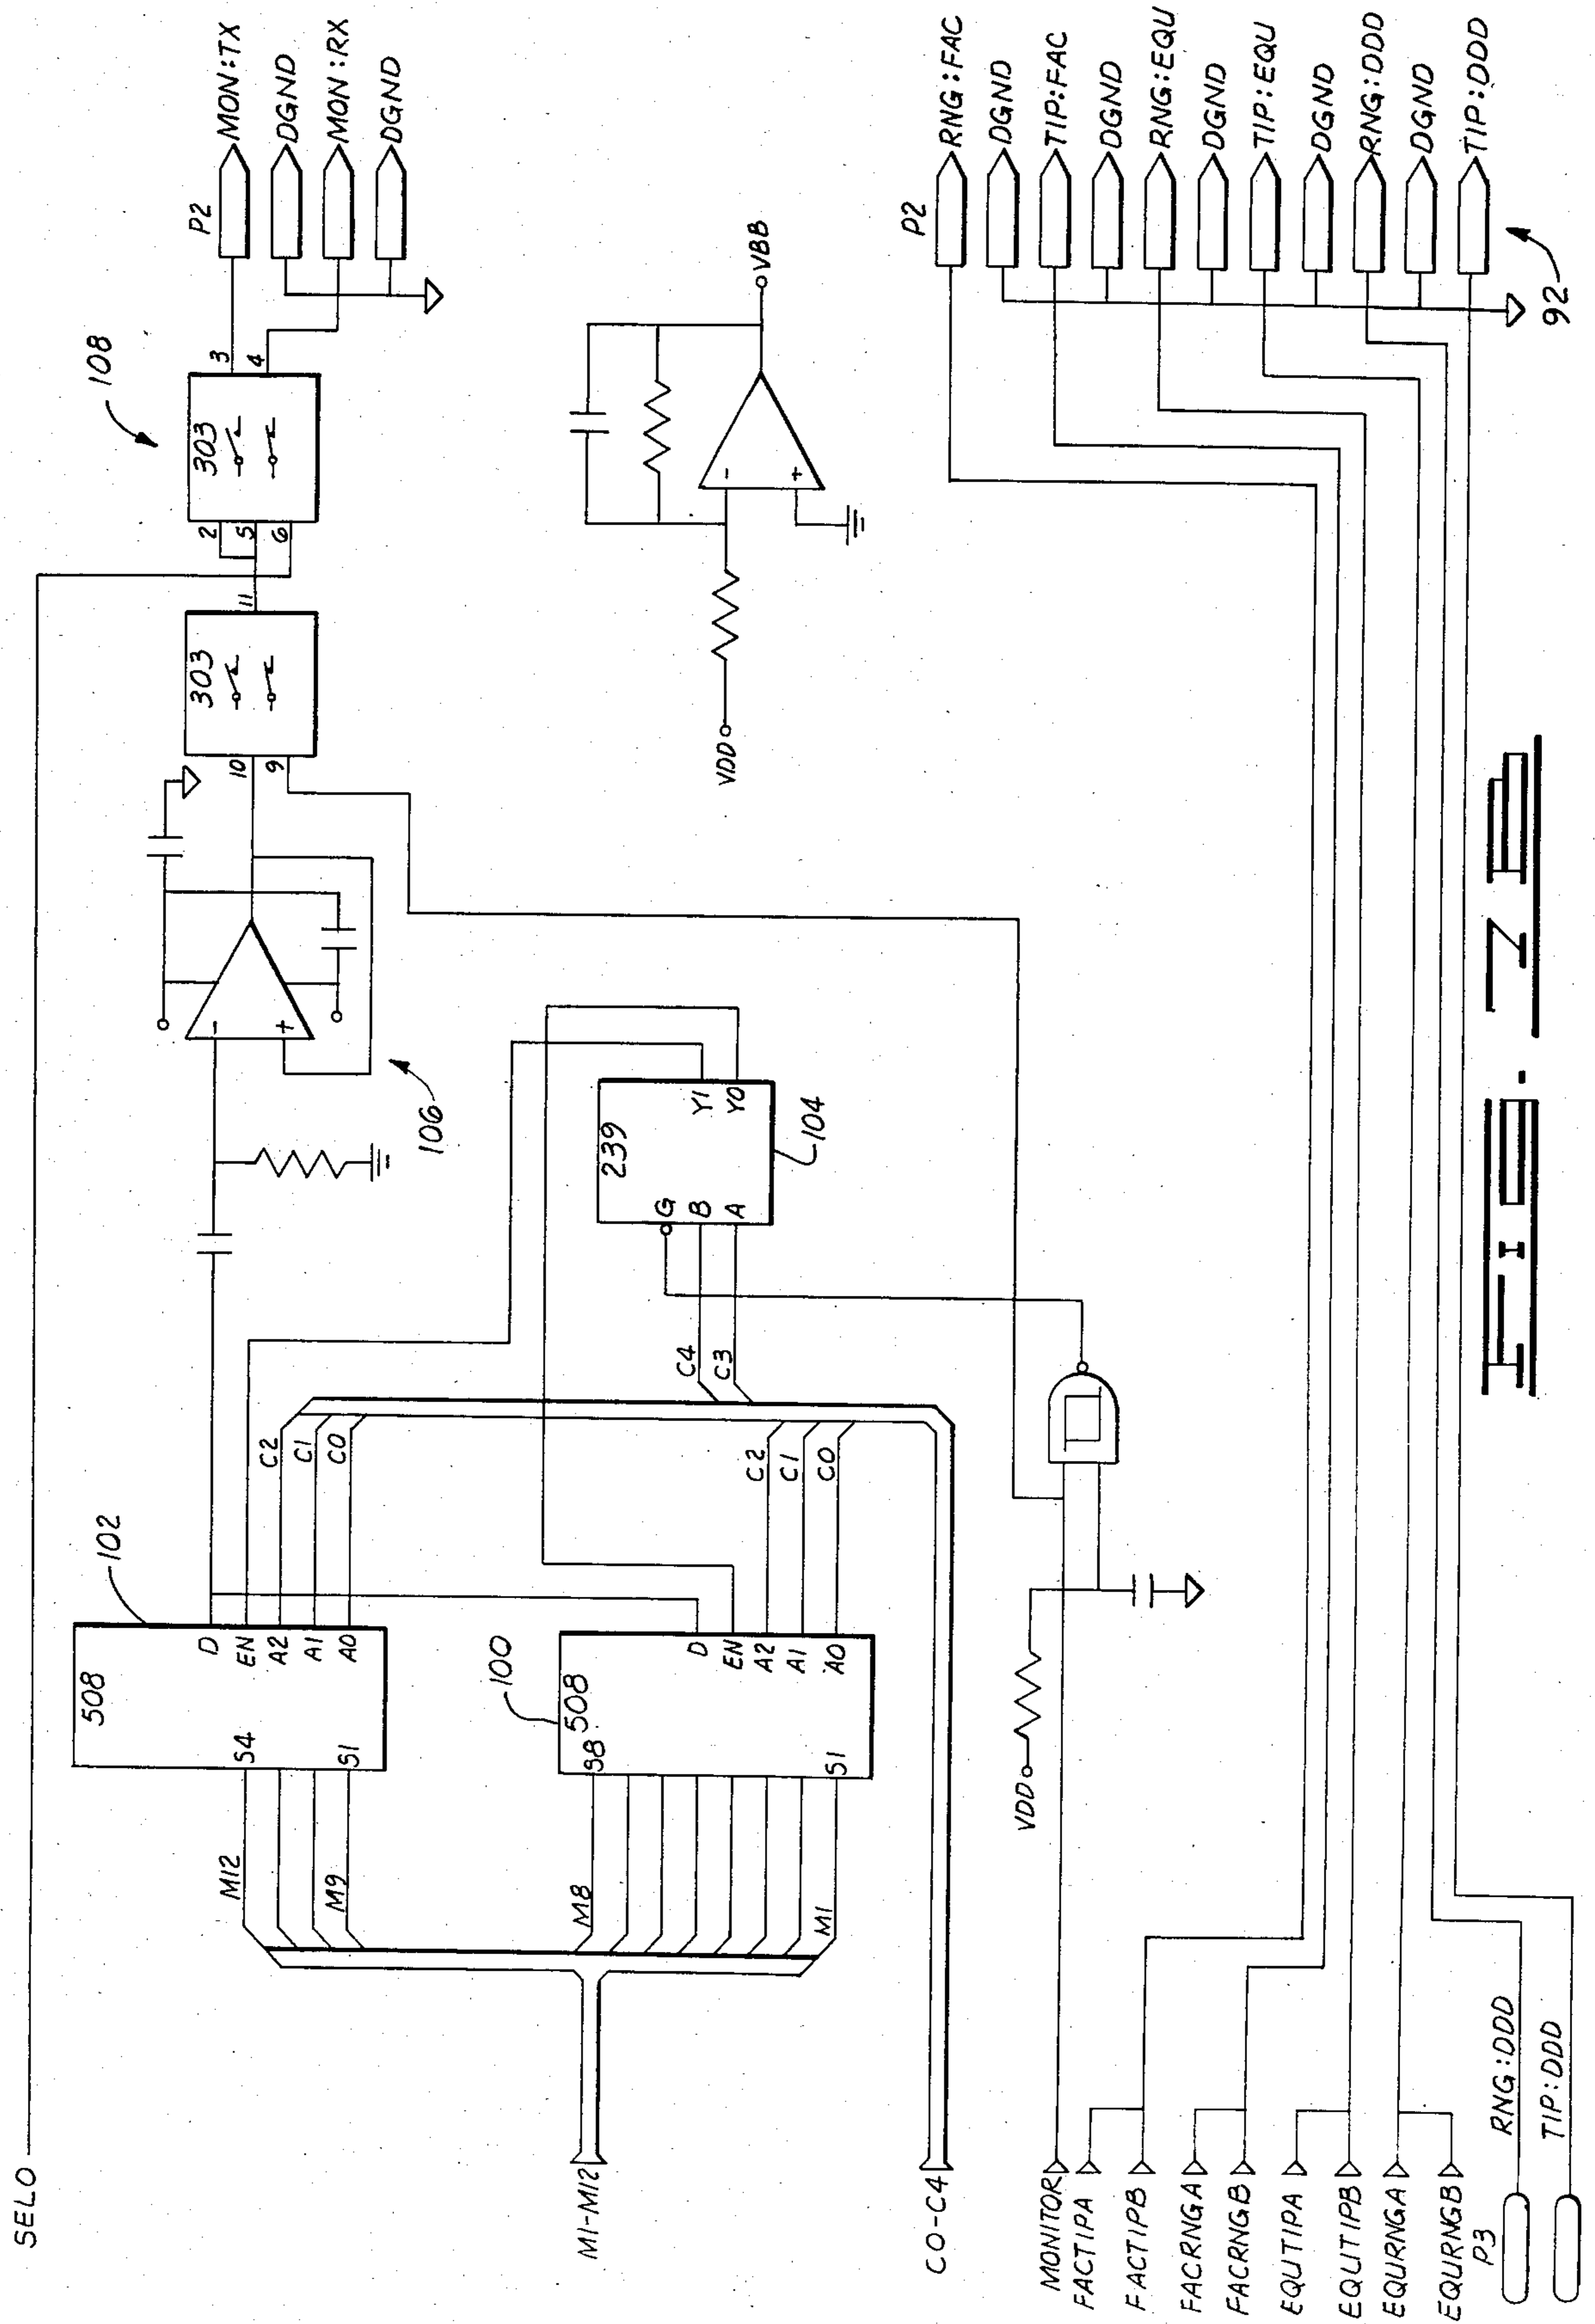 SEL0
508
102
S4
S1
D
EN
A2
A1
A0
M12
M9
C2
C1
C0
-
+
106
10
9
303
11
108
2
5
6
303
3
4
P2
MON:TX
DGND
MON:RX
DGND
M1-M12
M8
M1
100
508
S8
S1
D
EN
A2
A1
A0
C2
C1
C0
C4
C3
239
G
B
A
Y1
Y0
104
VDD
-
+
VBB
C0-C4
VDD
MONITOR
FACTIPA
FACTIPB
FACRNGA
FACRNGB
EQUTIPA
EQUTIPB
EQURNGA
EQURNGB
P3
RNG:DDD
TIP:DDD
P2
RNG:FAC
DGND
TIP:FAC
DGND
RNG:EQU
DGND
TIP:EQU
DGND
RNG:DDD
DGND
TIP:DDD
92